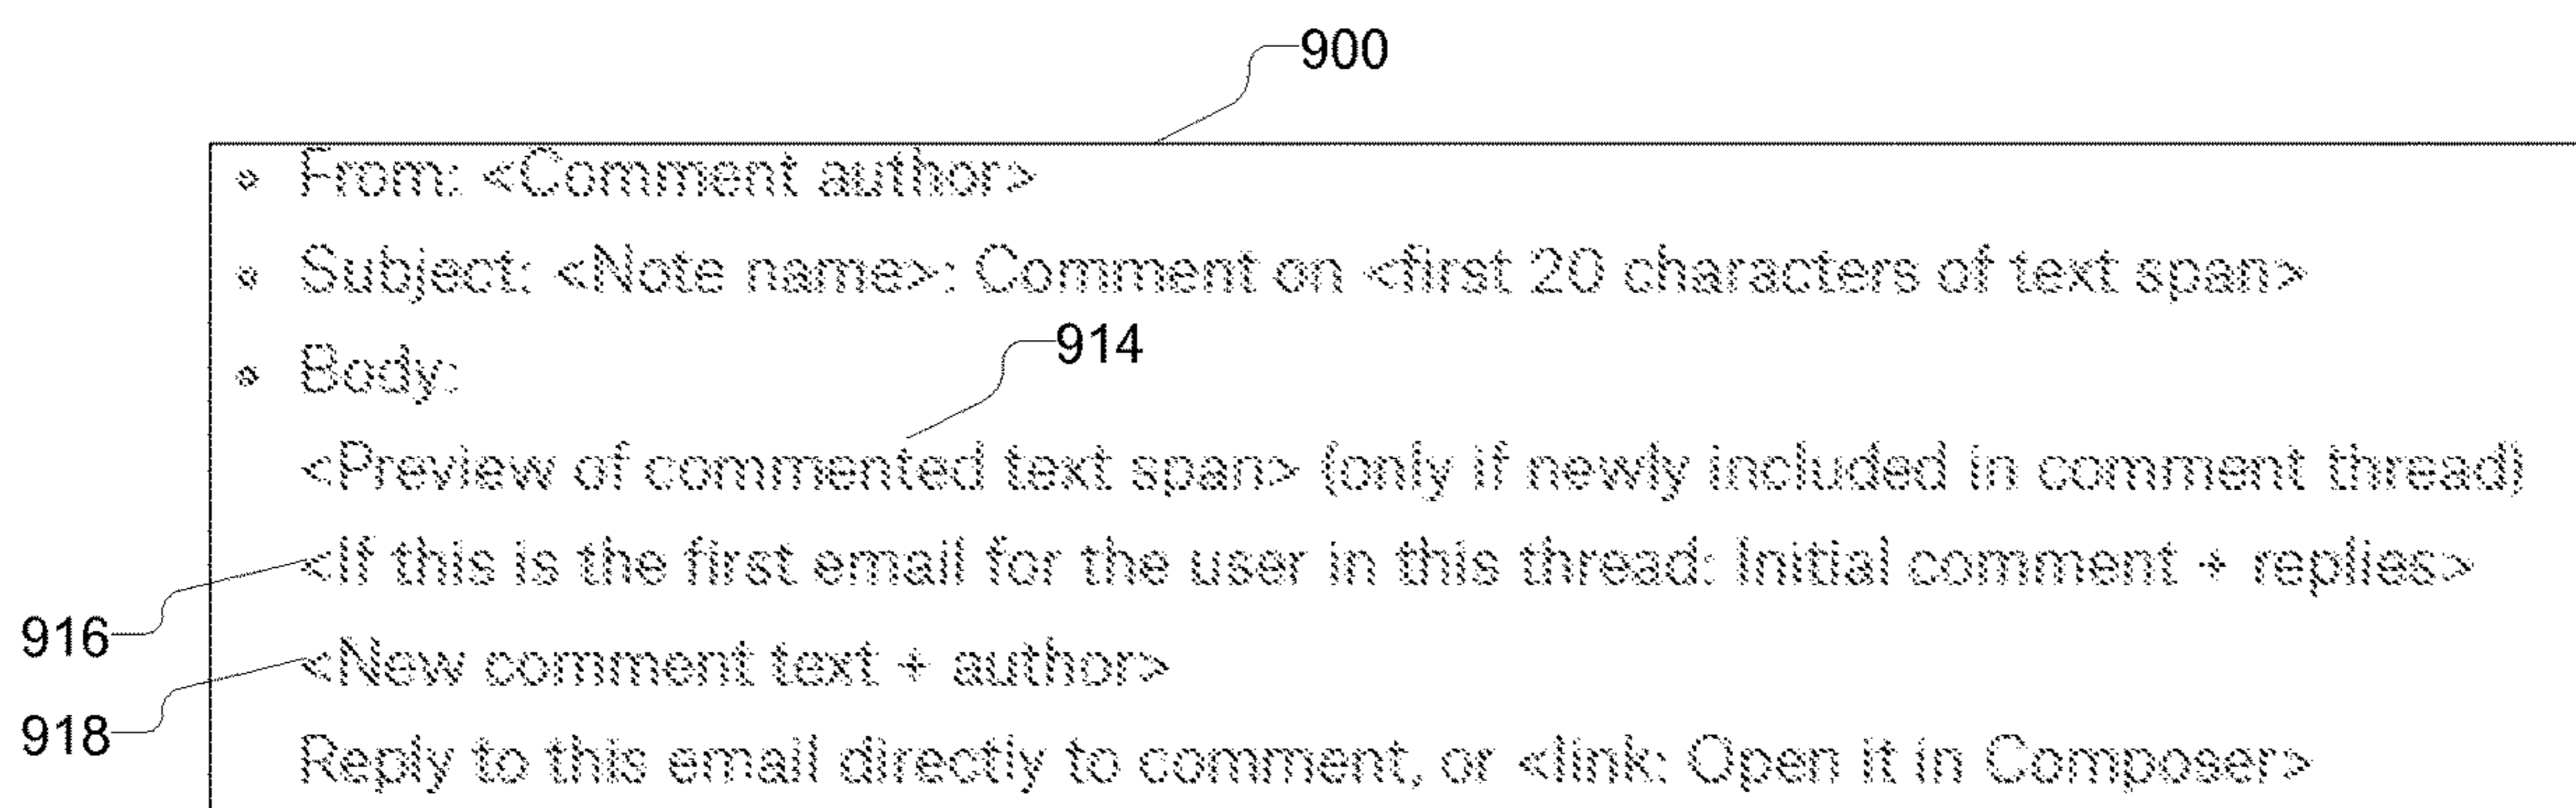 900
• From: <Comment author>
• Subject: <Note name>: Comment on <first 20 characters of text span>
914
• Body:
<Preview of commented text span> (only if newly included in comment thread)
<If this is the first email for the user in this thread: Initial comment + replies>
916
<New comment text + author>
918
Reply to this email directly to comment, or <link: Open it in Composer>